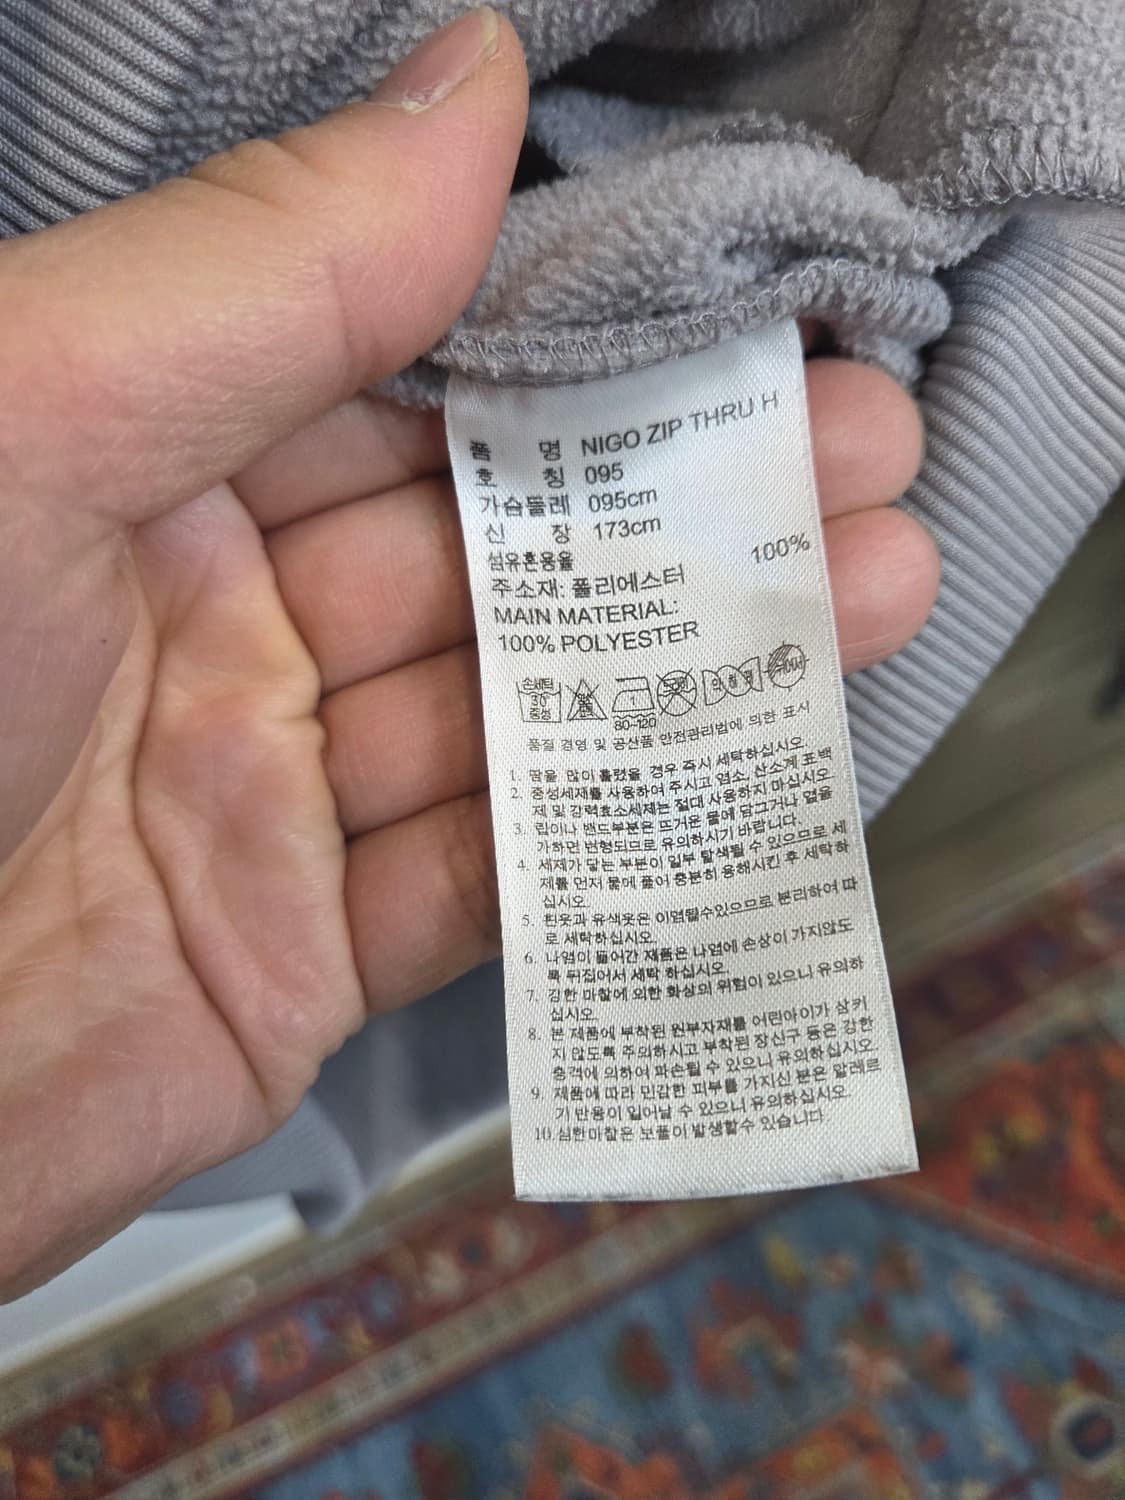 품 명 NIGO ZIP THRU H
호 칭 095
가슴둘레 095cm
신 장 173cm
섬유혼용율
주소재: 폴리에스터 100%
MAIN MATERIAL:
100% POLYESTER
손세탁 30 중성
80~120
품질 경영 및 공산품 안전관리법에 의한 표시
1. 땀을 많이 흘렸을 경우 즉시 세탁하십시오.
2. 중성세재를 사용하여 주시고 염소, 산소계 표백
제 및 강력효소세제는 절대 사용하지 마십시오.
3. 립이나 밴드부분은 뜨거운 물에 담그거나 열을
가하면 변형되므로 유의하시기 바랍니다.
4. 세제가 닿는 부분이 일부 탈색될 수 있으므로 세
제를 먼저 물에 풀어 충분히 용해시킨 후 세탁하
십시오.
5. 흰옷과 유색옷은 이염될수있으므로 분리하여 따
로 세탁하십시오.
6. 나염이 들어간 제품은 나염에 손상이 가지않도
록 뒤집어서 세탁 하십시오.
7. 강한 마찰에 의한 화상의 위험이 있으니 유의하
십시오.
8. 본 제품에 부착된 원부자재를 어린아이가 삼키
지 않도록 주의하시고 부착된 장신구 등은 강한
충격에 의하여 파손될 수 있으니 유의하십시오.
9. 제품에 따라 민감한 피부를 가지신 분은 알레르
기 반응이 일어날 수 있으니 유의하십시오.
10.심한마찰은 보풀이 발생할수 있습니다.